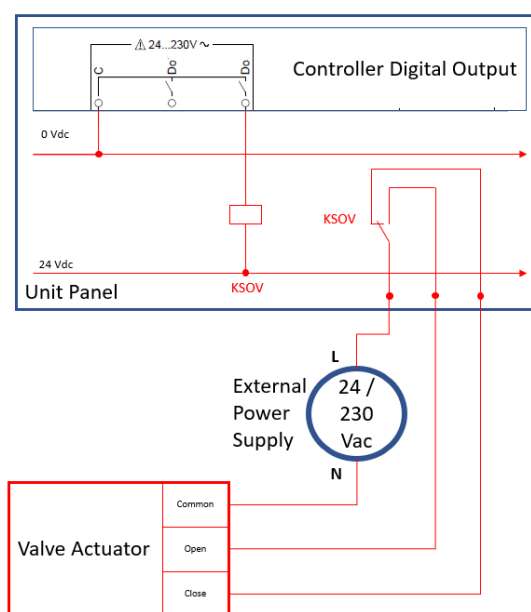 ⚠ 24...230V ~
C
Do
Do
Controller Digital Output
0 Vdc
KSOV
24 Vdc
KSOV
Unit Panel
L
External
Power
Supply
24 /
230
Vac
N
Valve Actuator
Common
Open
Close